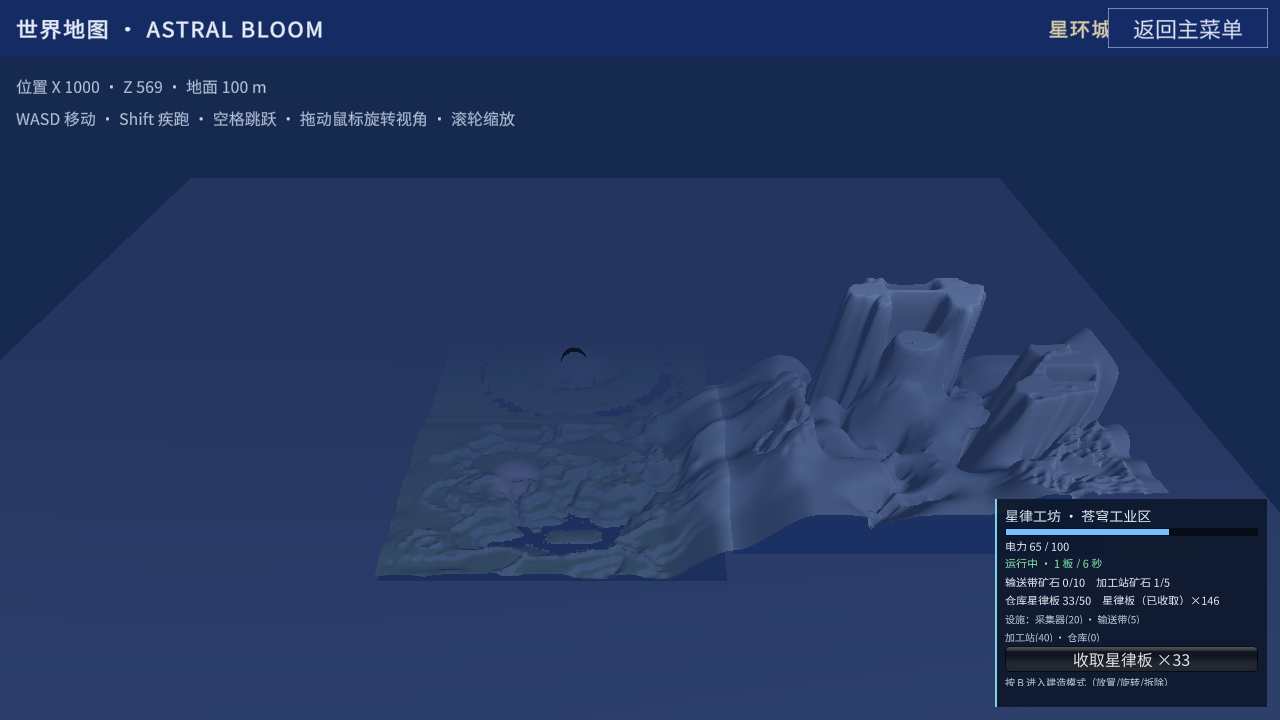 世界地图 · ASTRAL BLOOM
星环城
返回主菜单
位置 X 1000 · Z 569 · 地面 100 m
WASD 移动 · Shift 疾跑 · 空格跳跃 · 拖动鼠标旋转视角 · 滚轮缩放
星律工坊 · 苍穹工业区
电力 65 / 100
运行中 · 1 板 / 6 秒
输送带矿石 0/10 加工站矿石 1/5
仓库星律板 33/50 星律板（已收取）×146
设施：采集器(20) · 输送带(5)
加工站(40) · 仓库(0)
收取星律板 ×33
按 B 进入建造模式（放置/旋转/拆除）